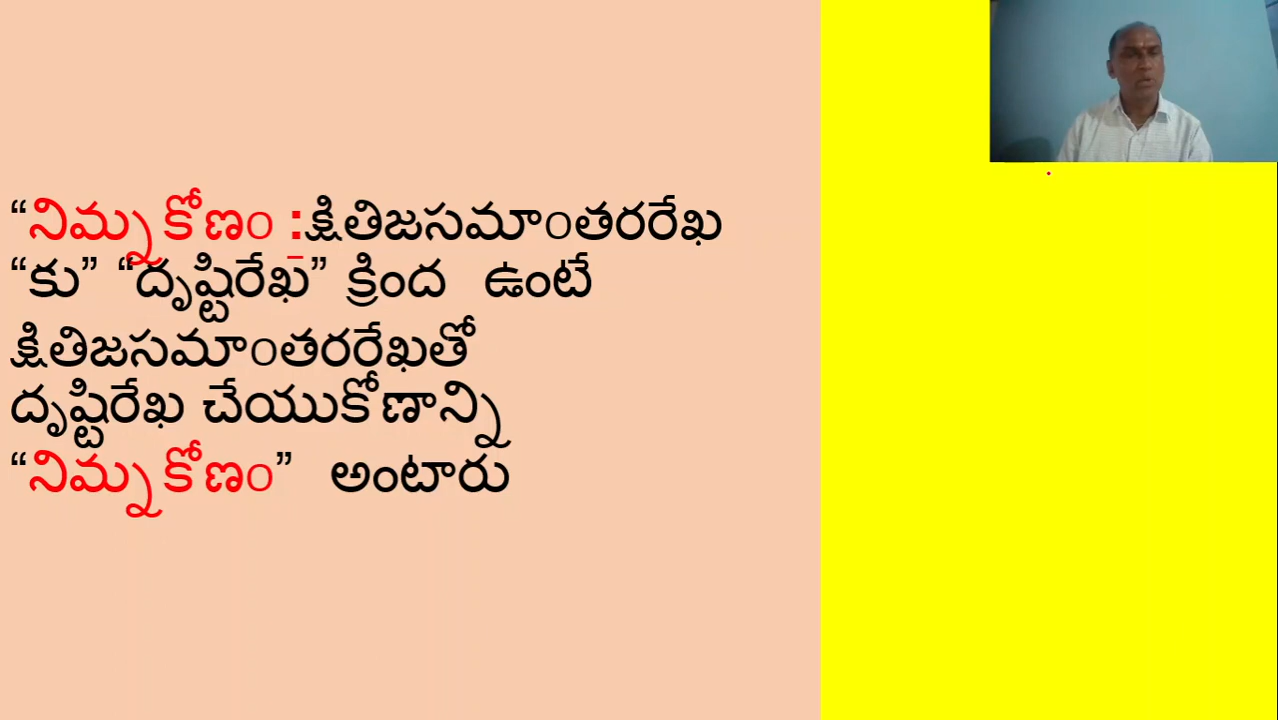 “నిమ్నకోణం :క్షితిజసమాంతరరేఖ
“కు” “దృష్టిరేఖ” క్రింద ఉంటే
క్షితిజసమాంతరరేఖతో
దృష్టిరేఖ చేయుకోణాన్ని
“నిమ్నకోణం” అంటారు